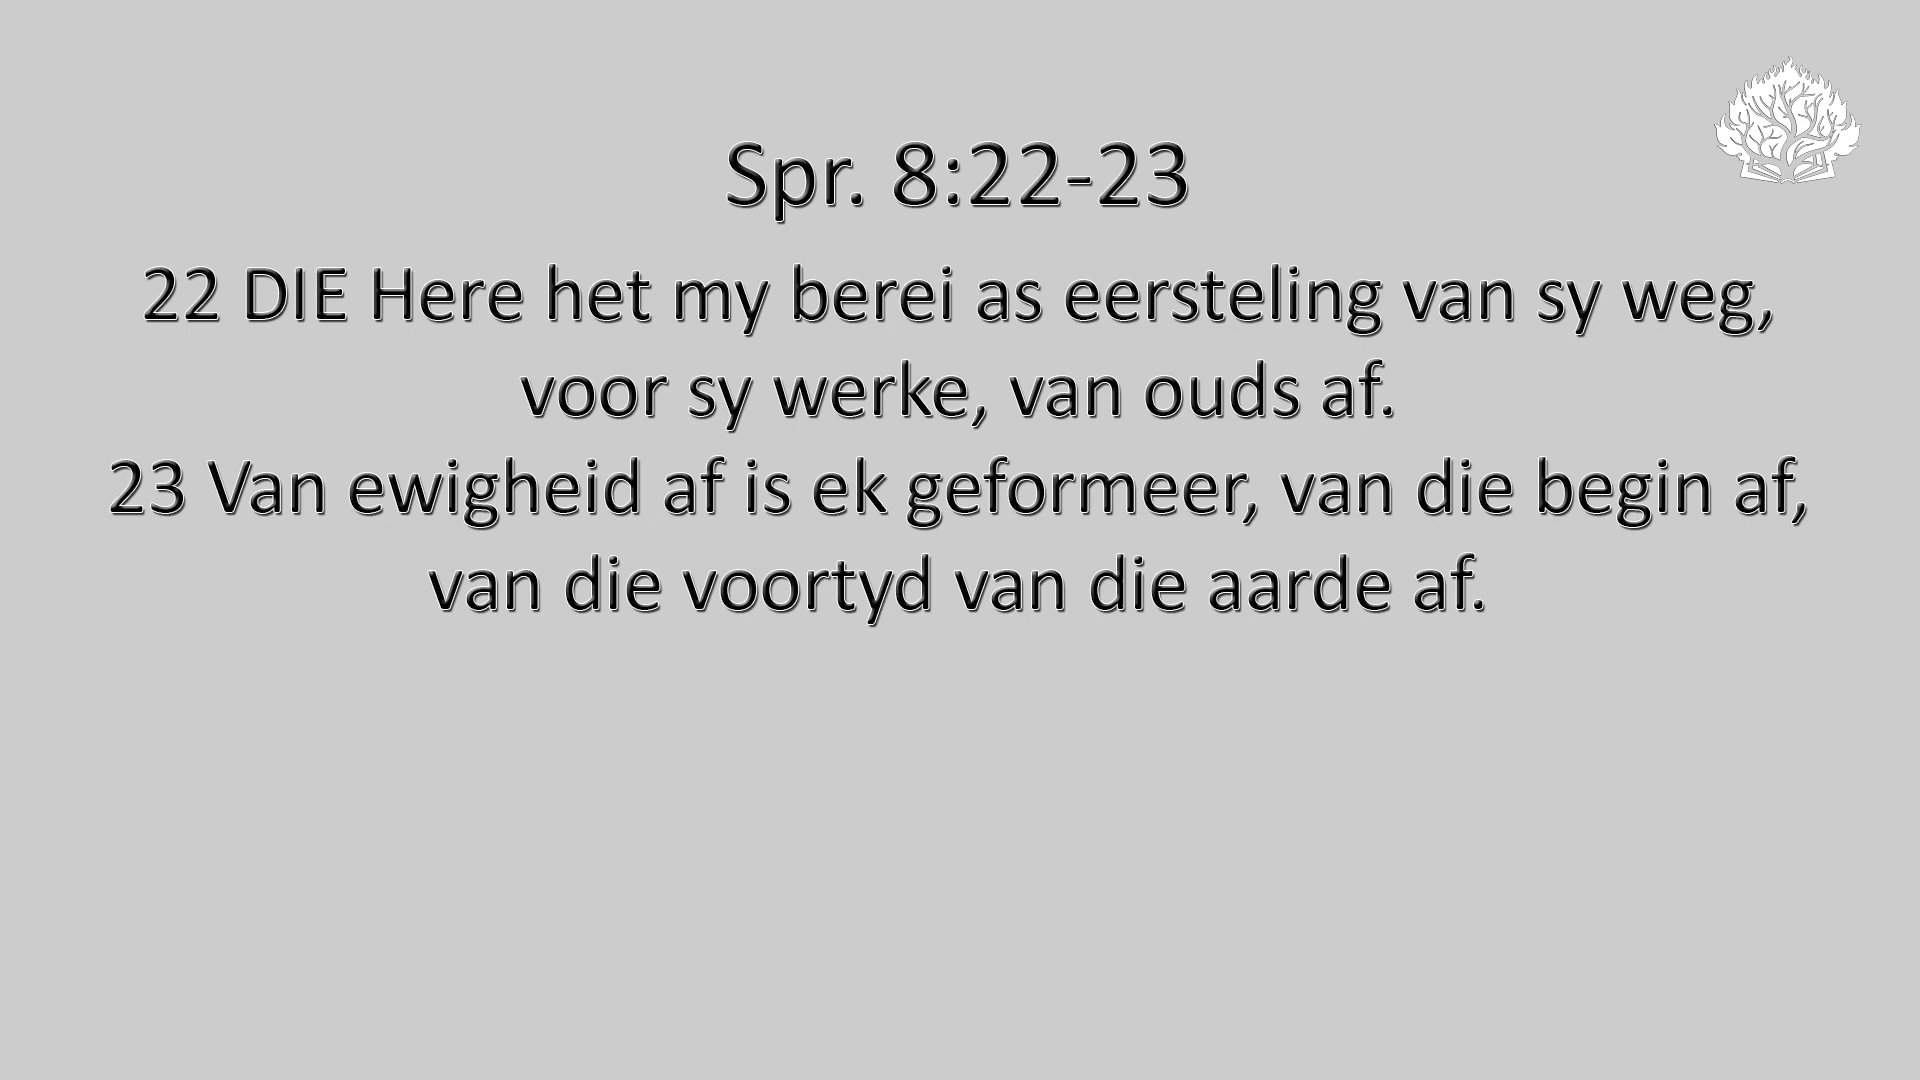 Spr. 8:22-23
22 DIE Here het my berei as eersteling van sy weg,
voor sy werke, van ouds af.
23 Van ewigheid af is ek geformeer, van die begin af,
van die voortyd van die aarde af.